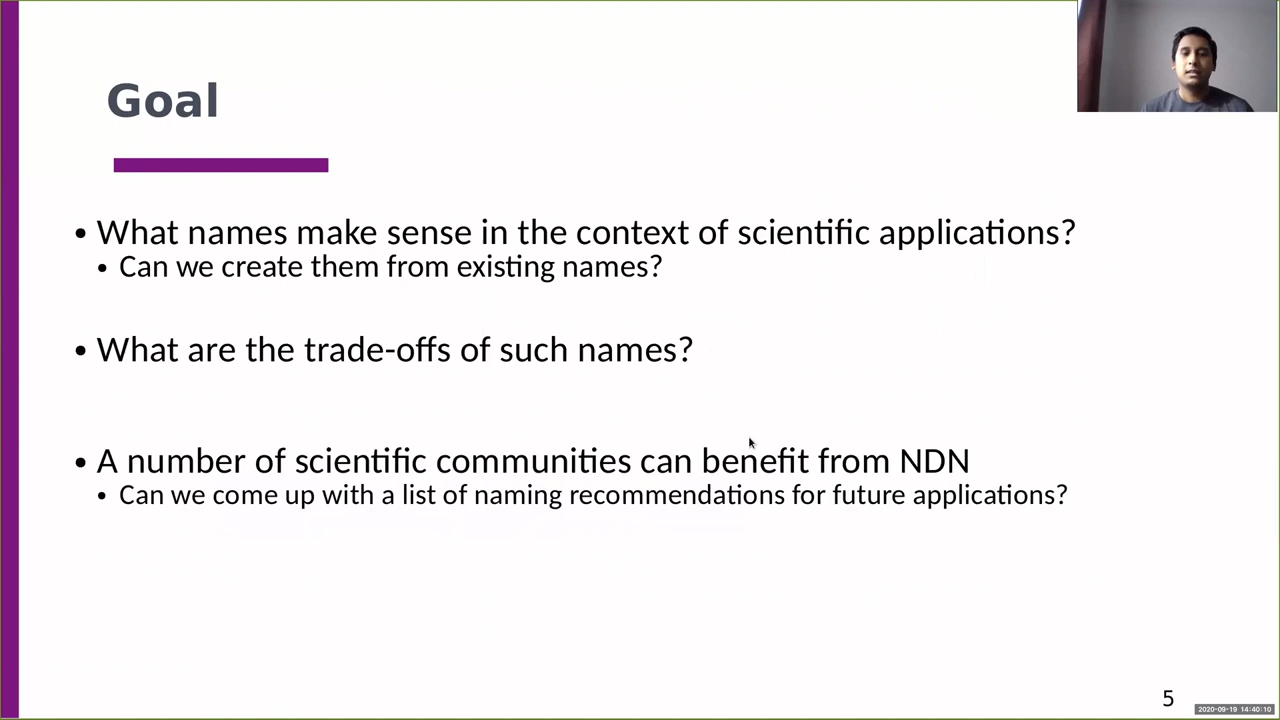 Goal
• What names make sense in the context of scientific applications?
• Can we create them from existing names?
• What are the trade-offs of such names?
• A number of scientific communities can benefit from NDN
• Can we come up with a list of naming recommendations for future applications?
5
2020-09-19 14:40:10